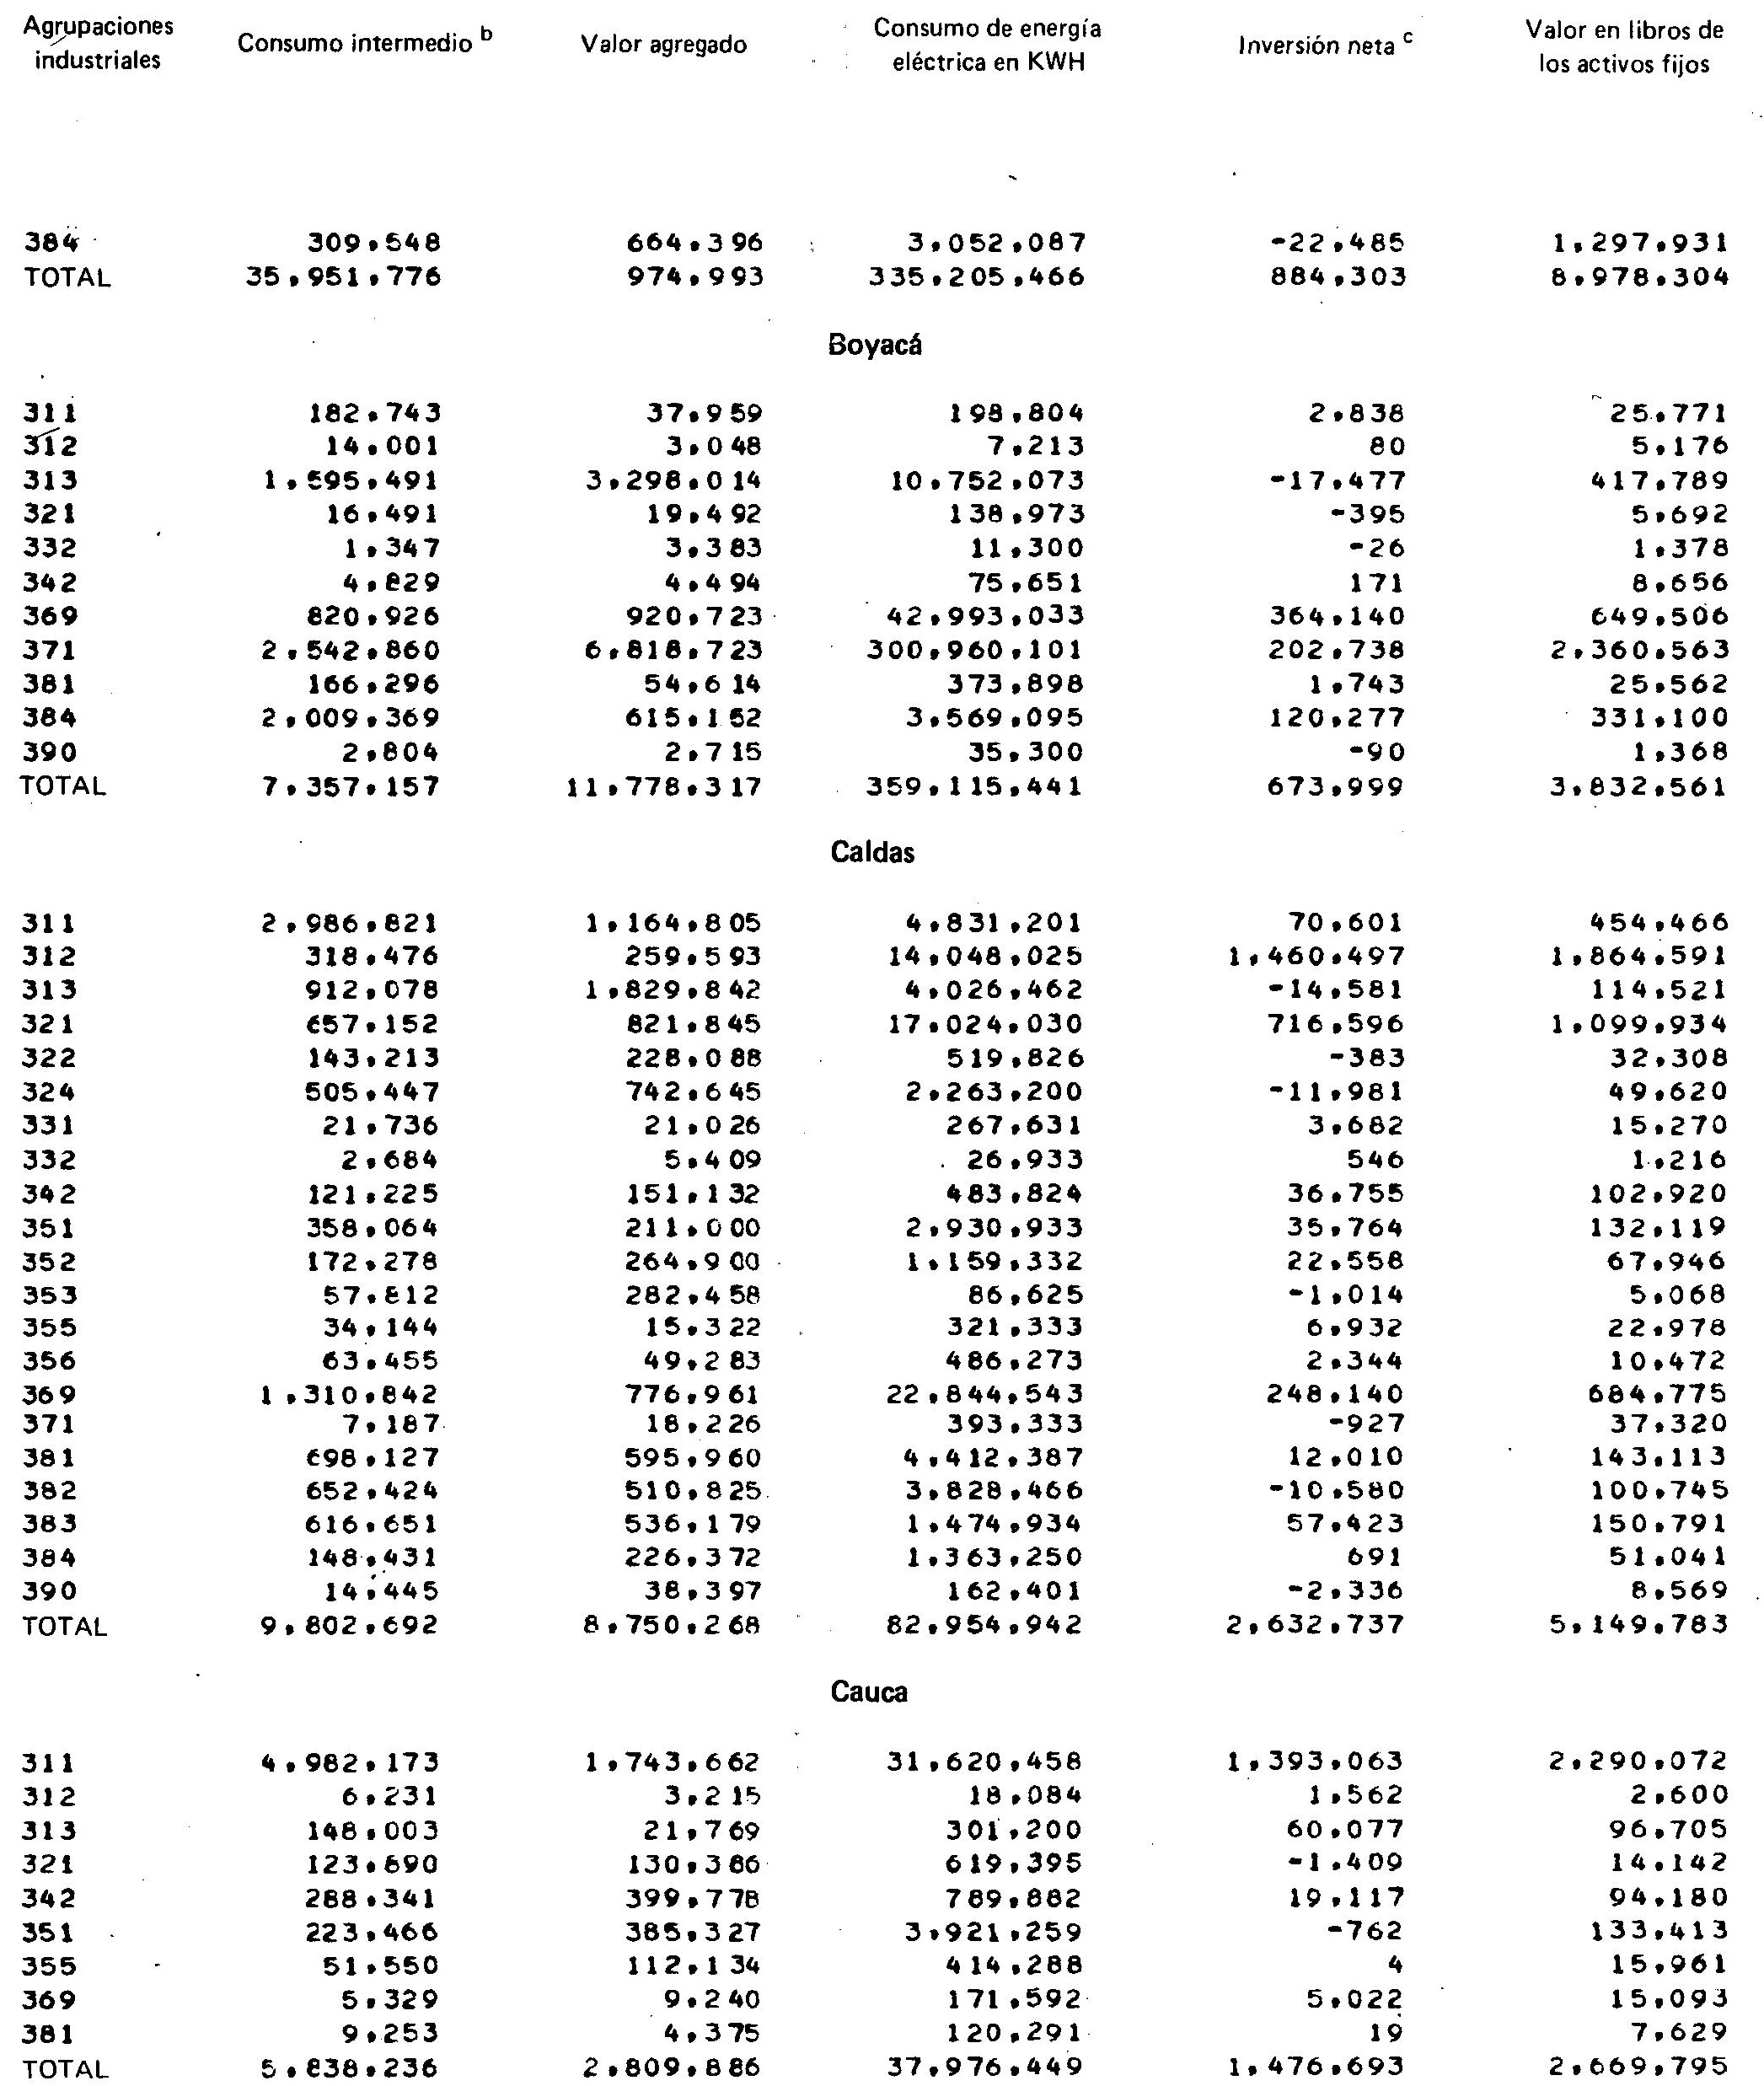 Agrupaciones industriales Consumo intermedio b Valor agregado Consumo de energía eléctrica en KWH Inversión neta c Valor en libros de los activos fijos
384 309,548 664,396 3,052,087 -22,485 1,297,931
TOTAL 35,951,776 974,993 335,205,466 884,303 8,978,304
Boyacá
311 182,743 37,959 198,804 2,838 25,771
312 14,001 3,048 7,213 80 5,176
313 1,595,491 3,298,014 10,752,073 -17,477 417,789
321 16,491 19,492 138,973 -395 5,692
332 1,347 3,383 11,300 -26 1,378
342 4,829 4,494 75,651 171 8,656
369 820,926 920,723 42,993,033 364,140 649,506
371 2,542,860 6,818,723 300,960,101 202,738 2,360,563
381 166,296 54,614 373,898 1,743 25,562
384 2,009,369 615,152 3,569,095 120,277 331,100
390 2,804 2,715 35,300 -90 1,368
TOTAL 7,357,157 11,778,317 359,115,441 673,999 3,832,561
Caldas
311 2,986,821 1,164,805 4,831,201 70,601 454,466
312 318,476 259,593 14,048,025 1,460,497 1,864,591
313 912,078 1,829,842 4,026,462 -14,581 114,521
321 657,152 821,845 17,024,030 716,596 1,099,934
322 143,213 228,088 519,826 -383 32,308
324 505,447 742,645 2,263,200 -11,981 49,620
331 21,736 21,026 267,631 3,682 15,270
332 2,684 5,409 26,933 546 1,216
342 121,225 151,132 483,824 36,755 102,920
351 358,064 211,000 2,930,933 35,764 132,119
352 172,278 264,900 1,159,332 22,558 67,946
353 57,812 282,458 86,625 -1,014 5,068
355 34,144 15,322 321,333 6,932 22,978
356 63,455 49,283 486,273 2,344 10,472
369 1,310,842 776,961 22,844,543 248,140 684,775
371 7,187 18,226 393,333 -927 37,320
381 698,127 595,960 4,412,387 12,010 143,113
382 652,424 510,825 3,828,466 -10,580 100,745
383 616,651 536,179 1,474,934 57,423 150,791
384 148,431 226,372 1,363,250 691 51,041
390 14,445 38,397 162,401 -2,336 8,569
TOTAL 9,802,692 8,750,268 82,954,942 2,632,737 5,149,783
Cauca
311 4,982,173 1,743,662 31,620,458 1,393,063 2,290,072
312 6,231 3,215 18,084 1,562 2,600
313 148,003 21,769 301,200 60,077 96,705
321 123,890 130,386 619,395 -1,409 14,142
342 288,341 399,778 789,882 19,117 94,180
351 223,466 385,327 3,921,259 -762 133,413
355 51,550 112,134 414,288 4 15,961
369 5,329 9,240 171,592 5,022 15,093
381 9,253 4,375 120,291 19 7,629
TOTAL 5,838,236 2,809,886 37,976,449 1,476,693 2,669,795